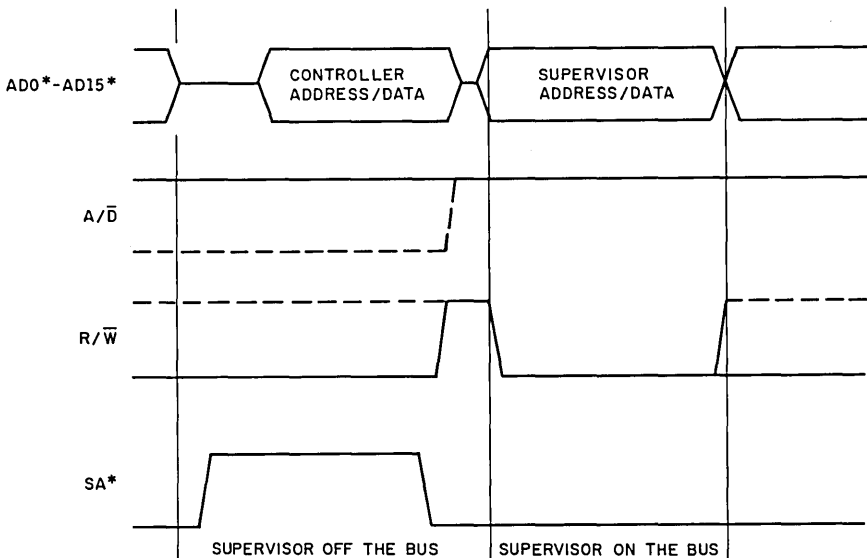 AD0*-AD15*
CONTROLLER
ADDRESS/DATA
SUPERVISOR
ADDRESS/DATA
A/D̅
R/W̅
SA*
SUPERVISOR OFF THE BUS
SUPERVISOR ON THE BUS